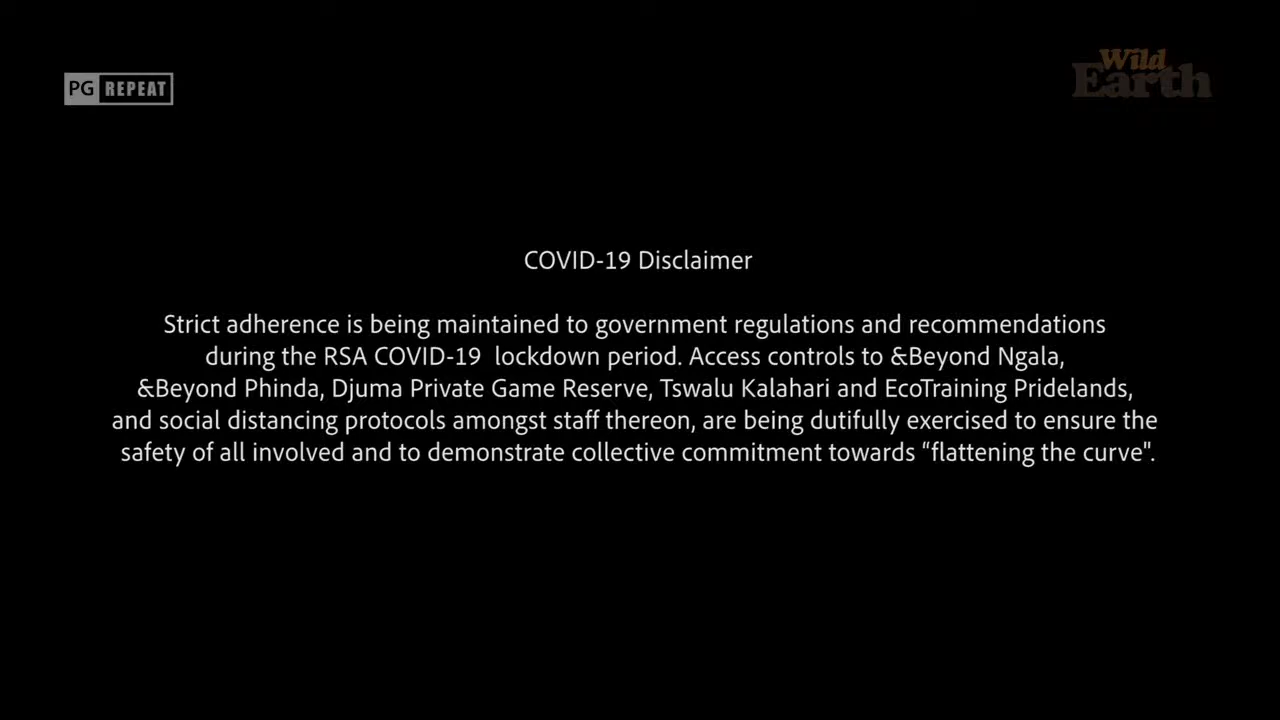 PG REPEAT
Wild
Earth
COVID-19 Disclaimer
Strict adherence is being maintained to government regulations and recommendations
during the RSA COVID-19  lockdown period. Access controls to &Beyond Ngala,
&Beyond Phinda, Djuma Private Game Reserve, Tswalu Kalahari and EcoTraining Pridelands,
and social distancing protocols amongst staff thereon, are being dutifully exercised to ensure the
safety of all involved and to demonstrate collective commitment towards “flattening the curve".